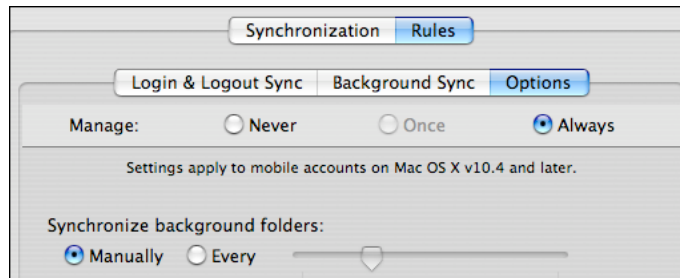 Synchronization Rules
Login & Logout Sync Background Sync Options
Manage: Never Once Always
Settings apply to mobile accounts on Mac OS X v10.4 and later.
Synchronize background folders:
Manually Every